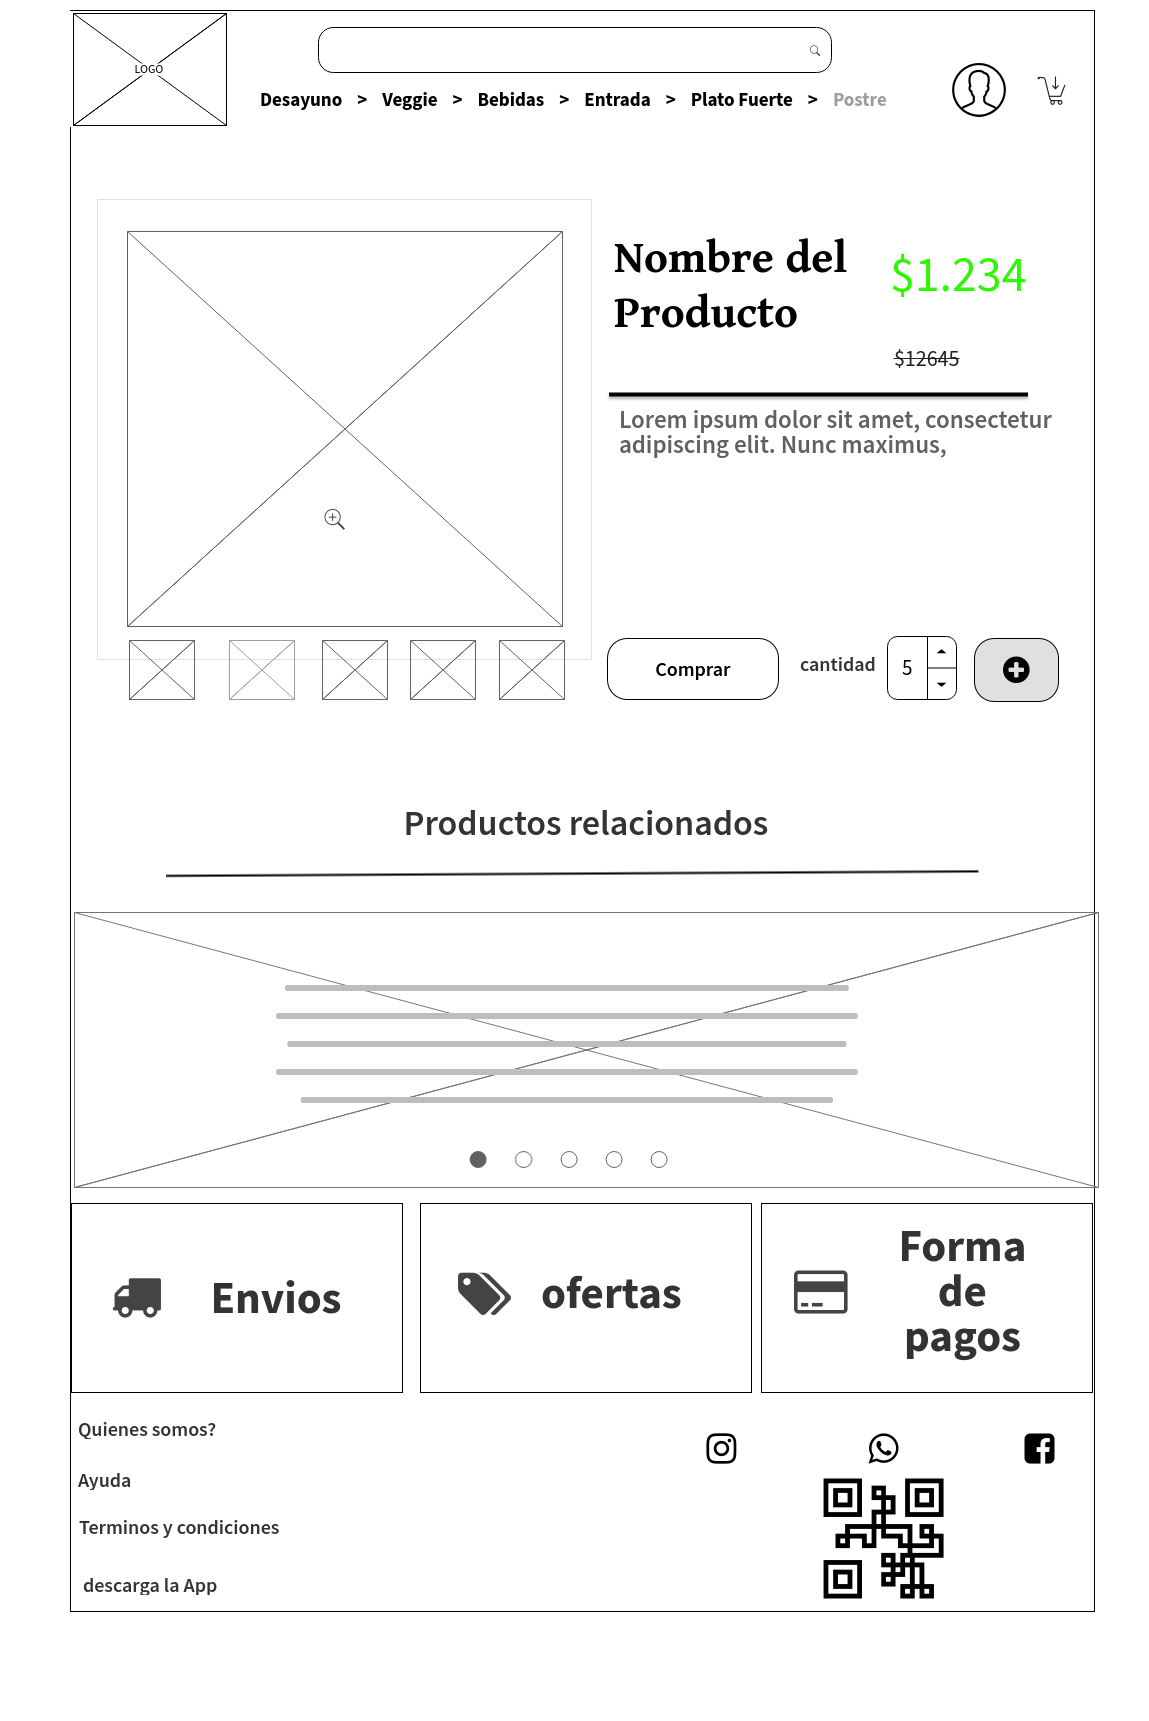 LOGO
Desayuno > Veggie > Bebidas > Entrada > Plato Fuerte > Postre
Nombre del
Producto
$1.234
$12645
Lorem ipsum dolor sit amet, consectetur
adipiscing elit. Nunc maximus,
Comprar
cantidad
5
Productos relacionados
Envios
ofertas
Forma
de
pagos
Quienes somos?
Ayuda
Terminos y condiciones
descarga la App